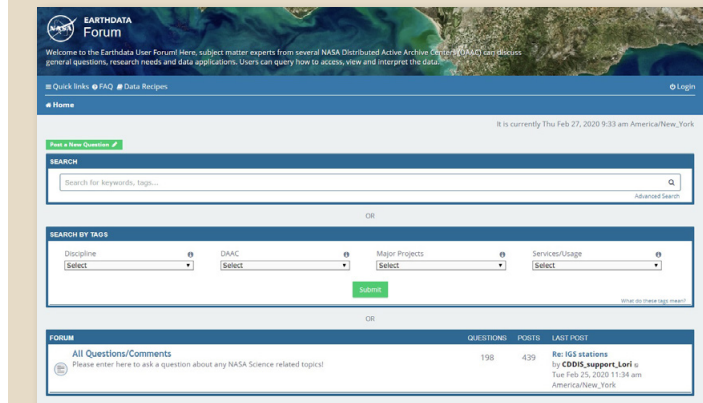 NASA
EARTHDATA
Forum
Welcome to the Earthdata User Forum! Here, subject matter experts from several NASA Distributed Active Archive Centers (DAAC) can discuss
general questions, research needs and data applications. Users can query how to access, view and interpret the data.
Quick links FAQ Data Recipes Login
Home
It is currently Thu Feb 27, 2020 9:33 am America/New_York
Post a New Question
SEARCH
Search for keywords, tags...
Advanced Search
OR
SEARCH BY TAGS
Discipline DAAC Major Projects Services/Usage
Select Select Select Select
Submit
What do these tags mean?
OR
FORUM QUESTIONS POSTS LAST POST
All Questions/Comments 198 439 Re: IGS stations
Please enter here to ask a question about any NASA Science related topics! by CDDIS_support_Lori
Tue Feb 25, 2020 11:34 am
America/New_York